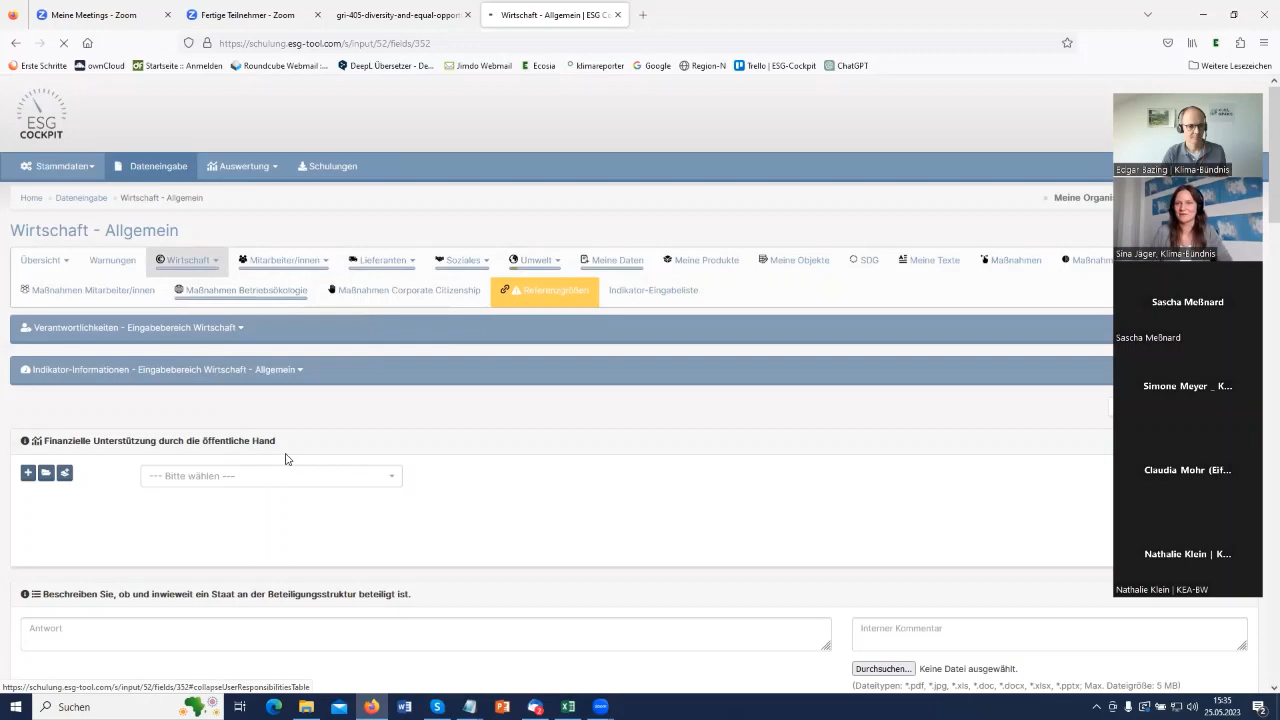 Meine Meetings - Zoom
Fertige Teilnehmer - Zoom
gri-405-diversity-and-equal-oppor
Wirtschaft - Allgemein | ESG Co
https://schulung.esg-tool.com/s/input/52/fields/352
Erste Schritte
ownCloud
Startseite :: Anmelden
Roundcube Webmail :...
DeepL Übersetzer - De...
Jimdo Webmail
Ecosia
klimareporter
Google
Region-N
Trello | ESG-Cockpit
ChatGPT
Weitere Lesezeichen
ESG
COCKPIT
Stammdaten
Dateneingabe
Auswertung
Schulungen
Home » Dateneingabe » Wirtschaft - Allgemein
Meine Organi
Wirtschaft - Allgemein
Übersicht
Warnungen
Wirtschaft
Mitarbeiter/innen
Lieferanten
Soziales
Umwelt
Meine Daten
Meine Produkte
Meine Objekte
SDG
Meine Texte
Maßnahmen
Maßnahm
Maßnahmen Mitarbeiter/innen
Maßnahmen Betriebsökologie
Maßnahmen Corporate Citizenship
Referenzgrößen
Indikator-Eingabeliste
Verantwortlichkeiten - Eingabebereich Wirtschaft
Indikator-Informationen - Eingabebereich Wirtschaft - Allgemein
Finanzielle Unterstützung durch die öffentliche Hand
--- Bitte wählen ---
Beschreiben Sie, ob und inwieweit ein Staat an der Beteiligungsstruktur beteiligt ist.
Antwort
Interner Kommentar
Durchsuchen... Keine Datei ausgewählt.
(Dateitypen: *.pdf, *.jpg, *.xls, *.doc, *.docx, *.xlsx, *.pptx; Max. Dateigröße: 5 MB)
https://schulung.esg-tool.com/s/input/52/fields/352#collapseUserResponsibilitiesTable
Edgar Bazing | Klima-Bündnis
Sina Jäger, Klima-Bündnis
Sascha Meßnard
Sascha Meßnard
Simone Meyer _ K...
Claudia Mohr (Eif...
Nathalie Klein | K...
Nathalie Klein | KEA-BW
Suchen
15:35
25.05.2023
2